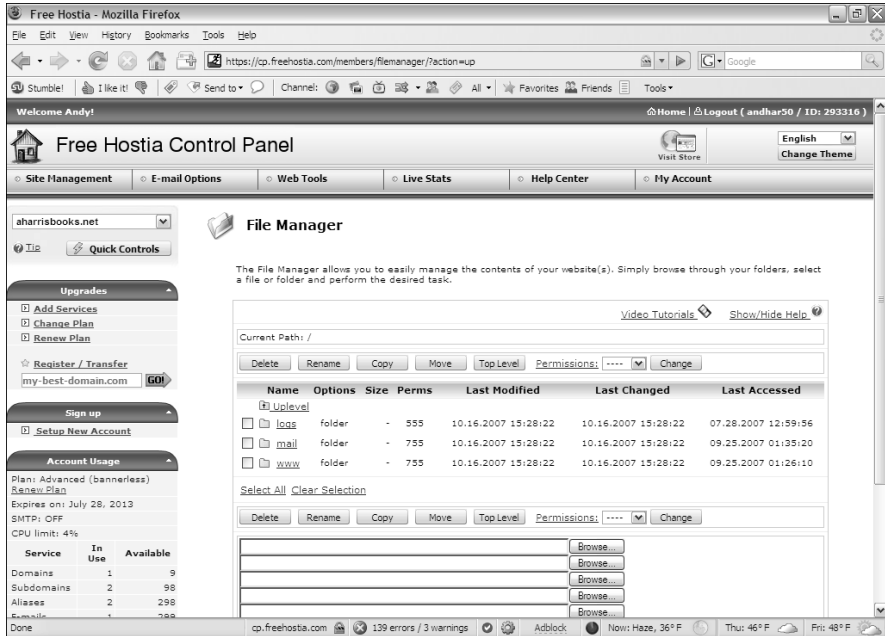 Free Hostia - Mozilla Firefox
File Edit View History Bookmarks Tools Help
https://cp.freehostia.com/members/filemanager/?action=up
G Google
Stumble! I like it! Send to Channel: All Favorites Friends Tools
Welcome Andy! Home | Logout ( andhar50 / ID: 293316 )
Free Hostia Control Panel
Visit Store
English
Change Theme
Site Management E-mail Options Web Tools Live Stats Help Center My Account
aharrisbooks.net
Tip Quick Controls
Upgrades
Add Services
Change Plan
Renew Plan
Register / Transfer
my-best-domain.com GO!
Sign up
Setup New Account
Account Usage
Plan: Advanced (bannerless)
Renew Plan
Expires on: July 28, 2013
SMTP: OFF
CPU limit: 4%
Service In Use Available
Domains 1 9
Subdomains 2 98
Aliases 2 298
E-mails 1 299
File Manager
The File Manager allows you to easily manage the contents of your website(s). Simply browse through your folders, select
a file or folder and perform the desired task.
Video Tutorials Show/Hide Help
Current Path: /
Delete Rename Copy Move Top Level Permissions: ---- Change
Name Options Size Perms Last Modified Last Changed Last Accessed
Uplevel
logs folder - 555 10.16.2007 15:28:22 10.16.2007 15:28:22 07.28.2007 12:59:56
mail folder - 755 10.16.2007 15:28:22 10.16.2007 15:28:22 09.25.2007 01:35:20
www folder - 755 10.16.2007 15:28:22 10.16.2007 15:28:22 09.25.2007 01:26:10
Select All Clear Selection
Delete Rename Copy Move Top Level Permissions: ---- Change
Browse...
Browse...
Browse...
Browse...
Browse...
Done cp.freehostia.com 139 errors / 3 warnings Adblock Now: Haze, 36° F Thu: 46° F Fri: 48° F